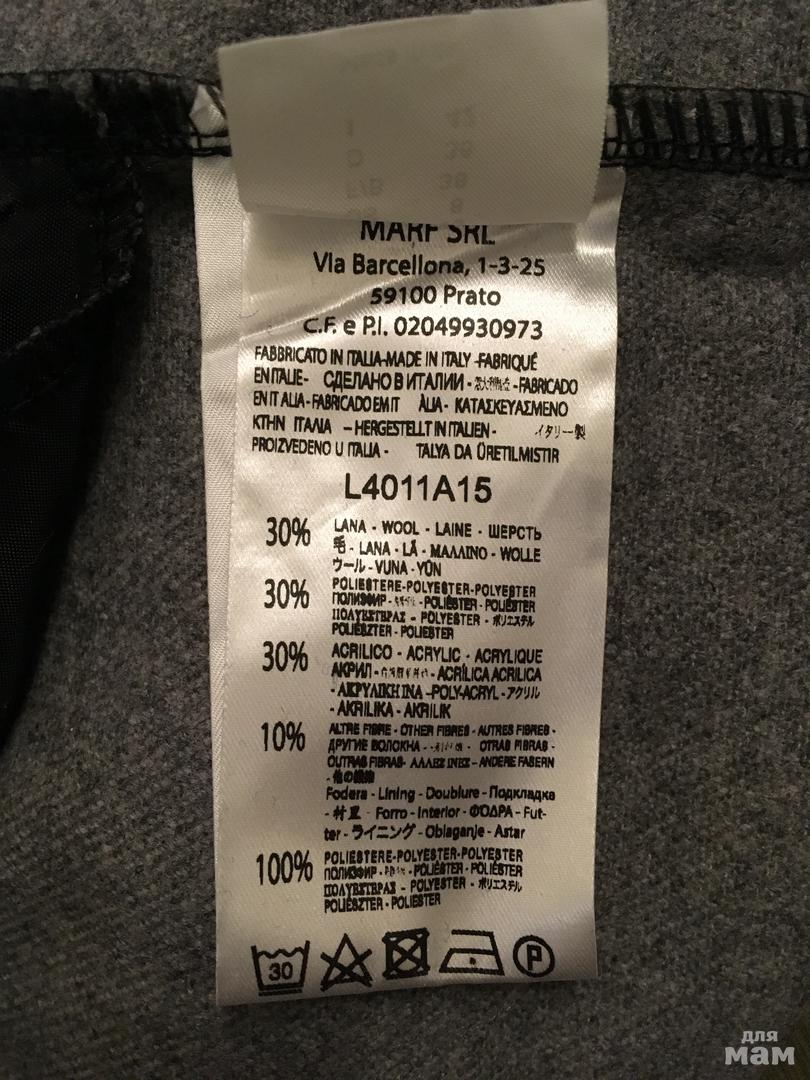 MARF SRL
Via Barcellona, 1-3-25
59100 Prato
C.F. e P.I. 02049930973
FABBRICATO IN ITALIA-MADE IN ITALY -FABRIQUÉ
EN ITALIE- СДЕЛАНО В ИТАЛИИ - -FABRICADO
EN IT ALIA-FABRICADO EM IT ÀLIA- ΚΑΤΑΣΚΕΥΑΣΜΕΝΟ
ΚΤΗΝ ΙΤΑΛΙΑ - HERGESTELLT IN ITALIEN- イタリー製
PROIZVEDENO U ITALIA - TALYA DA ÜRETILMISTIR
L4011A15
30% LANA - WOOL - LAINE - ШЕРСТЬ
毛 - LANA - LÃ - ΜΑΛΛΙΝΟ - WOLLE
ウール - VUNA - YÜN
30% POLIESTERE-POLYESTER-POLYESTER
ПОЛИЭФИР - - POLIÉSTER - POLIÉSTER
ΠΟΛΥΕΣΤΕΡΑΣ - POLYESTER - ポリエステル
POLIÉSZTER - POLIESTER
30% ACRILICO - ACRYLIC - ACRYLIQUE
АКРИЛ - - ACRÍLICA ACRILICA
- ΑΚΡΥΛΙΚΗ ΙΝΑ -POLY-ACRYL - アクリル
- AKRILIKA - AKRILIK
10% ALTRE FIBRE - OTHER FIBRES - AUTRES FIBRES -
ДРУГИЕ ВОЛОКНА - - OTRAS FIBRAS -
OUTRAS FIBRAS- ΑΛΛΕΣ ΙΝΕΣ - ANDERE FASERN
- 他の繊維
Fodera - Lining - Doublure - Подкладка
- 村里 - Forro - Interior - ΦΟΔΡΑ - Fut-
ter - ライニング - Oblaganje - Astar
100% POLIESTERE-POLYESTER-POLYESTER
ПОЛИЭФИР - - POLIÉSTER - POLIÉSTER
ΠΟΛΥΕΣΤΕΡΑΣ - POLYESTER - ポリエステル
POLIÉSZTER - POLIESTER
30 P
для
мам